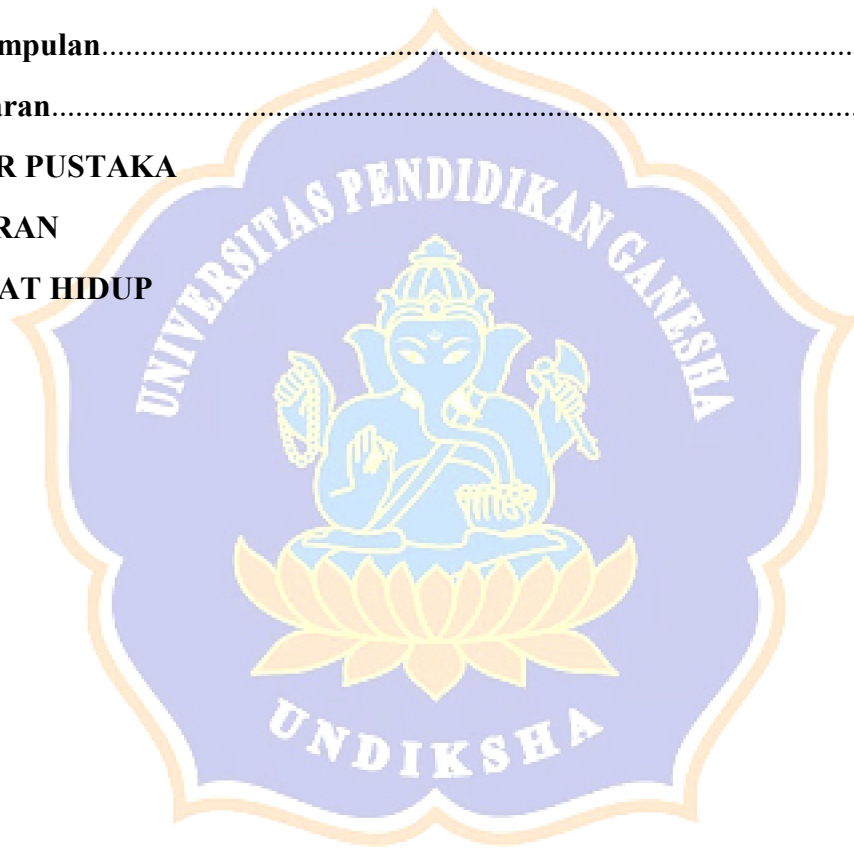 mpulan........................................................................................................
aran............................................................................................................
R PUSTAKA
RAN
AT HIDUP
UNIVERSITAS PENDIDIKAN GANESHA
UNDIKSHA